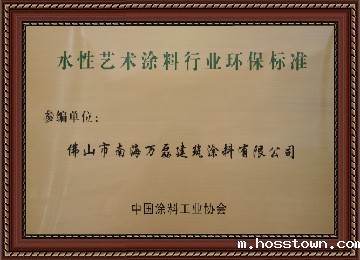 水性艺术涂料行业环保标准
参编单位：
佛山市南海万磊建筑涂料有限公司
中国涂料工业协会
m.hosstown.com